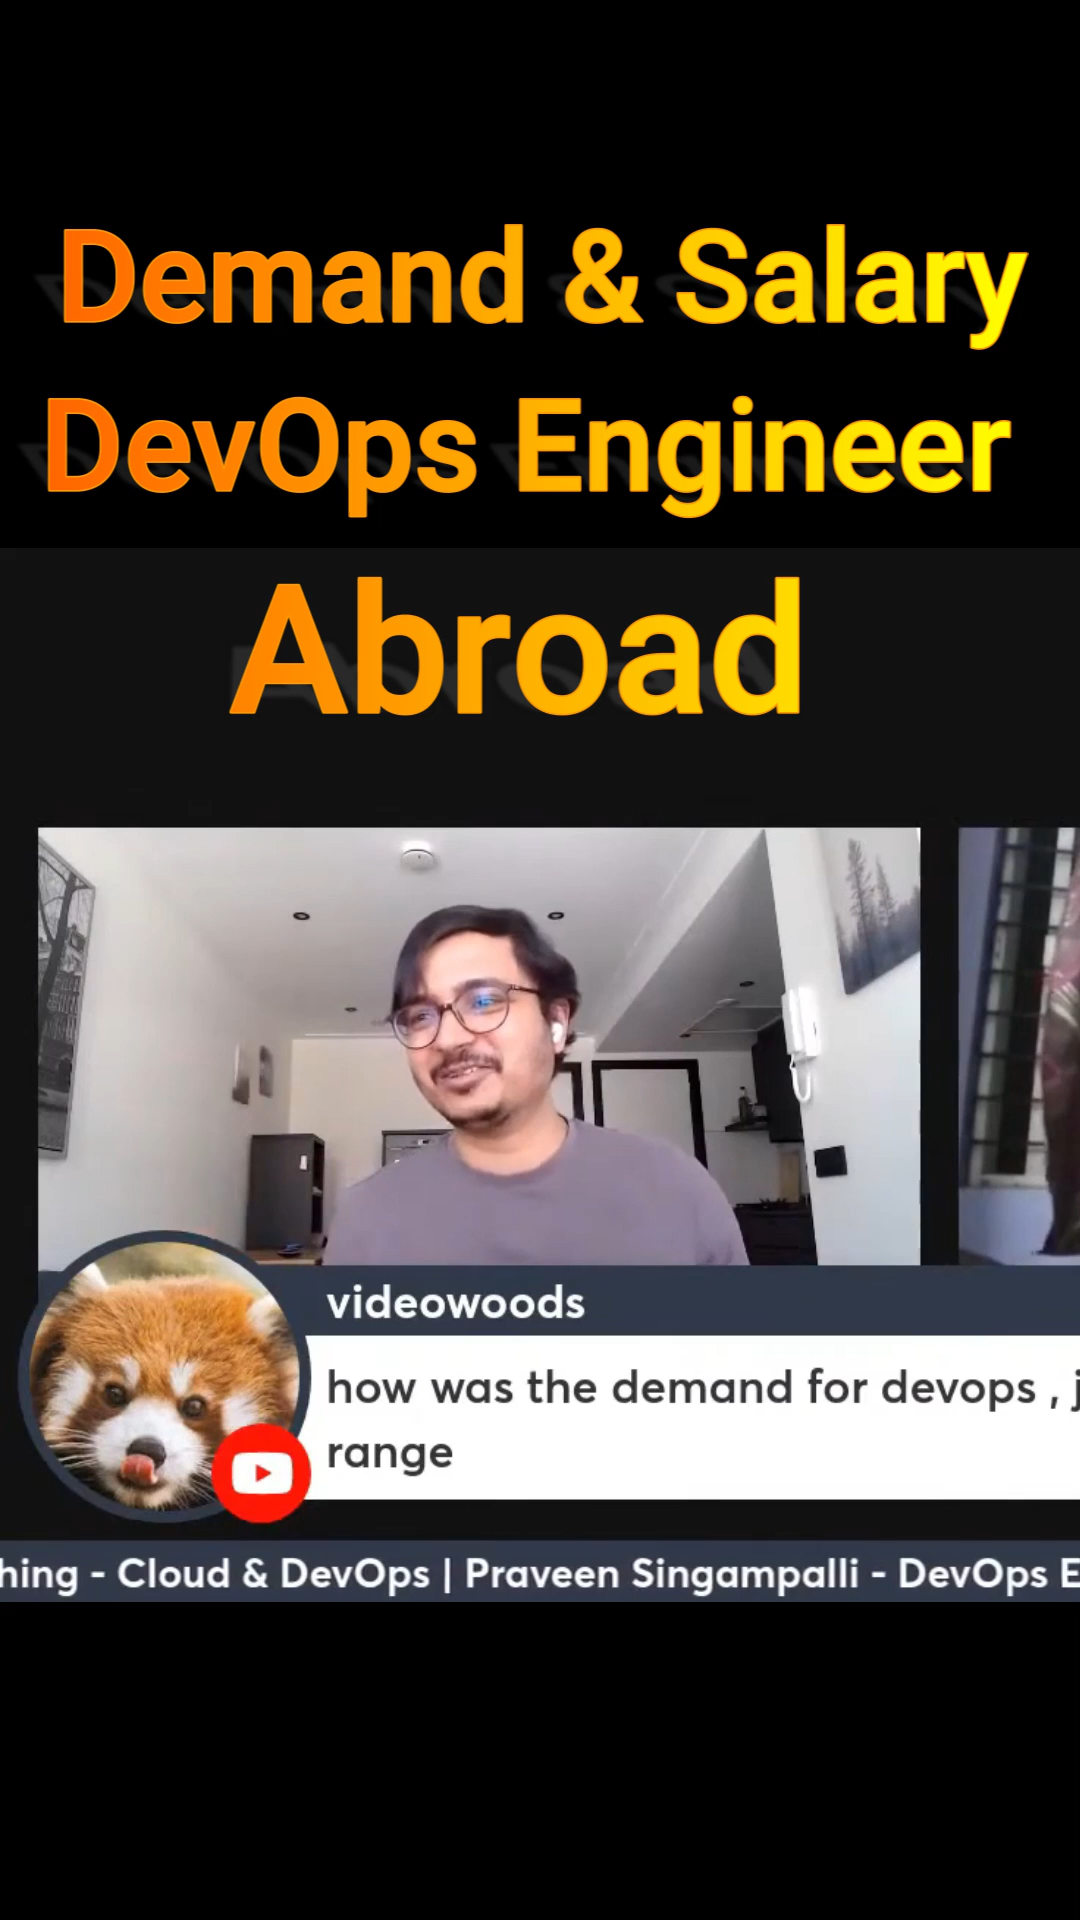 Demand & Salary
DevOps Engineer
Abroad
videowoods
how was the demand for devops , j
range
hing - Cloud & DevOps | Praveen Singampalli - DevOps E